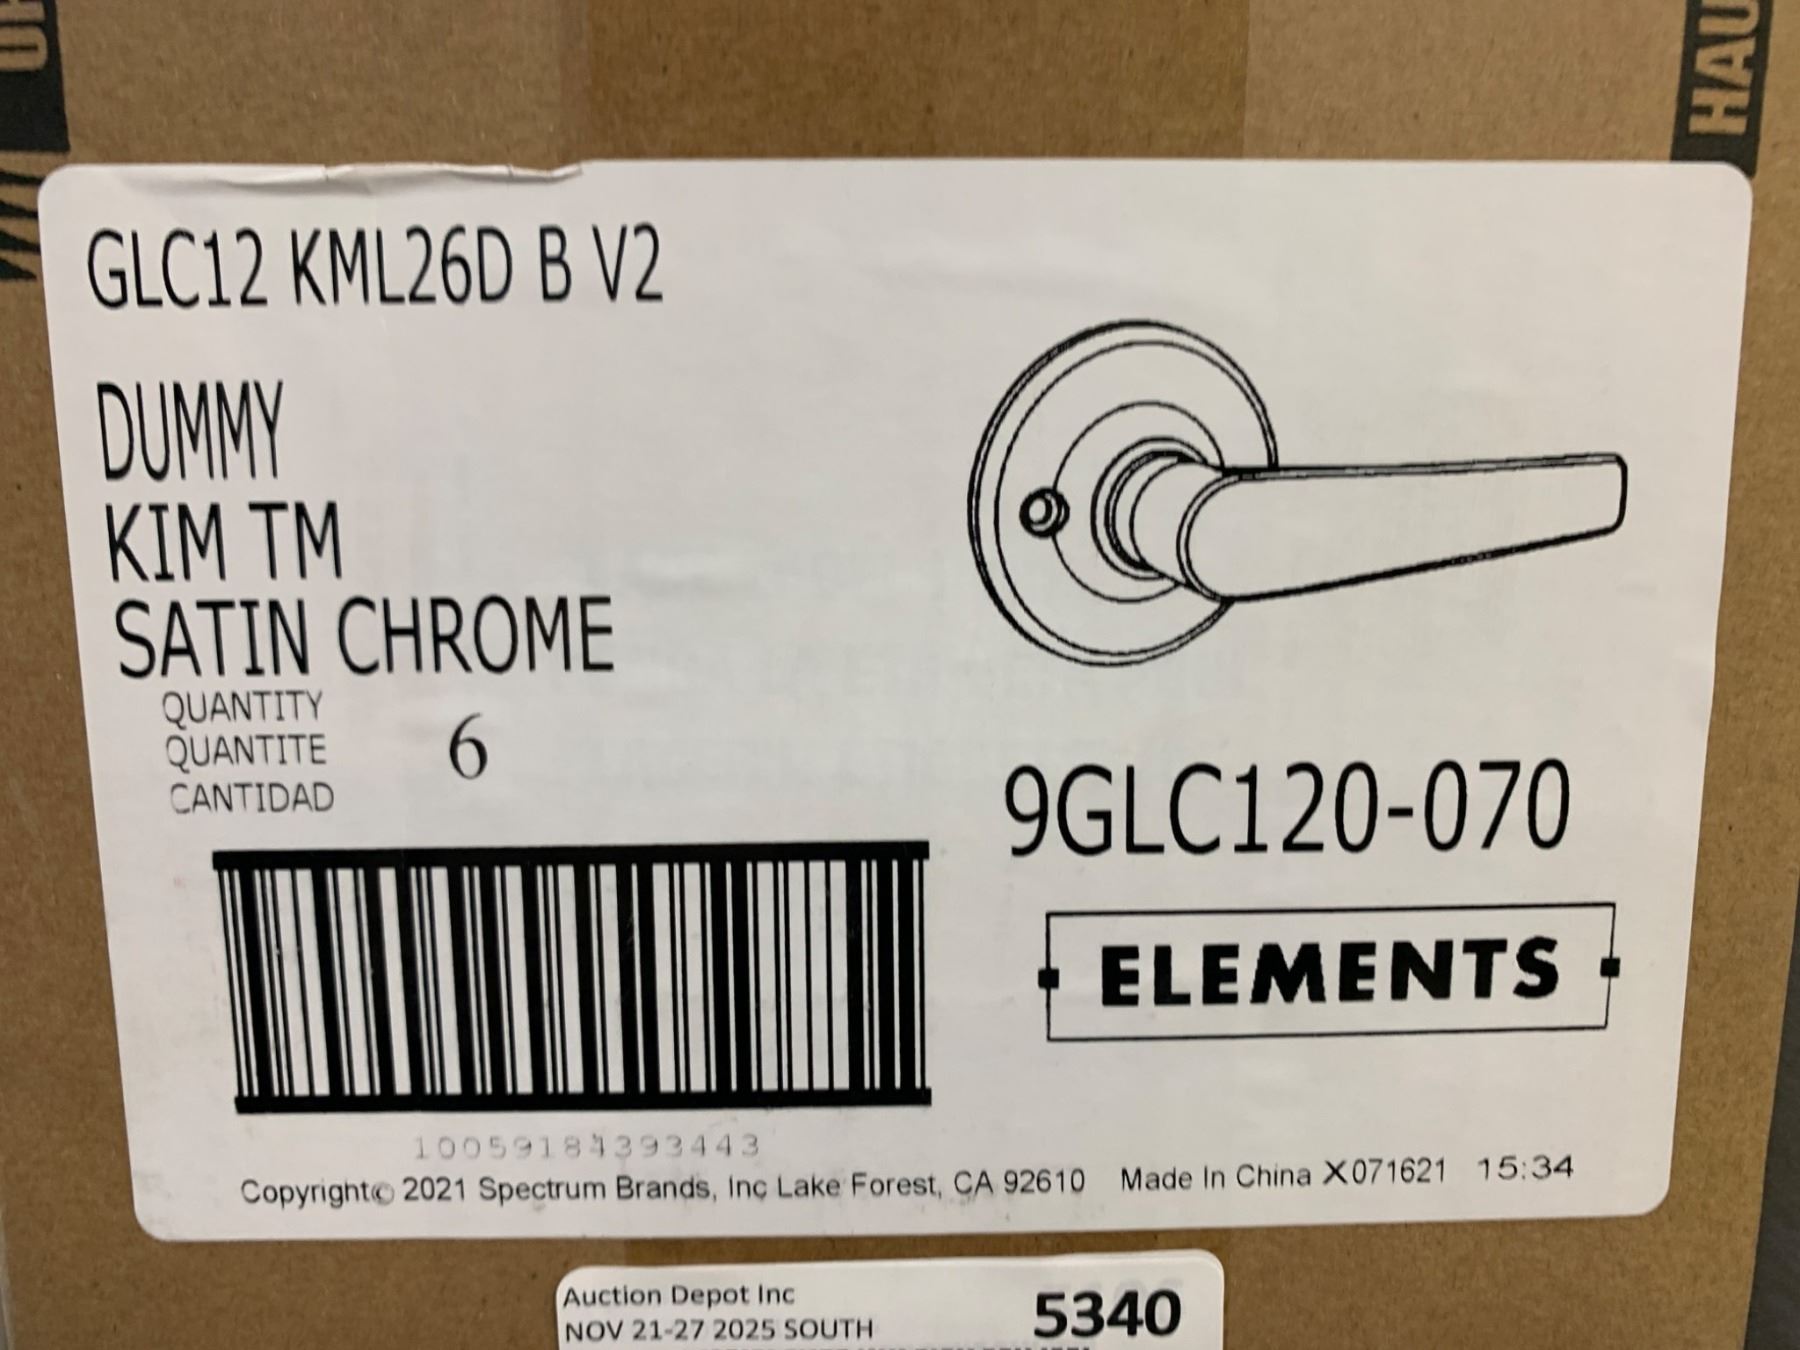 HAU
GLC12 KML26D B V2
DUMMY
KIM TM
SATIN CHROME
QUANTITY
QUANTITE
CANTIDAD
6
9GLC120-070
ELEMENTS
10059184393443
Copyright© 2021 Spectrum Brands, Inc Lake Forest, CA 92610 Made In China X071621 15:34
Auction Depot Inc
NOV 21-27 2025 SOUTH
5340